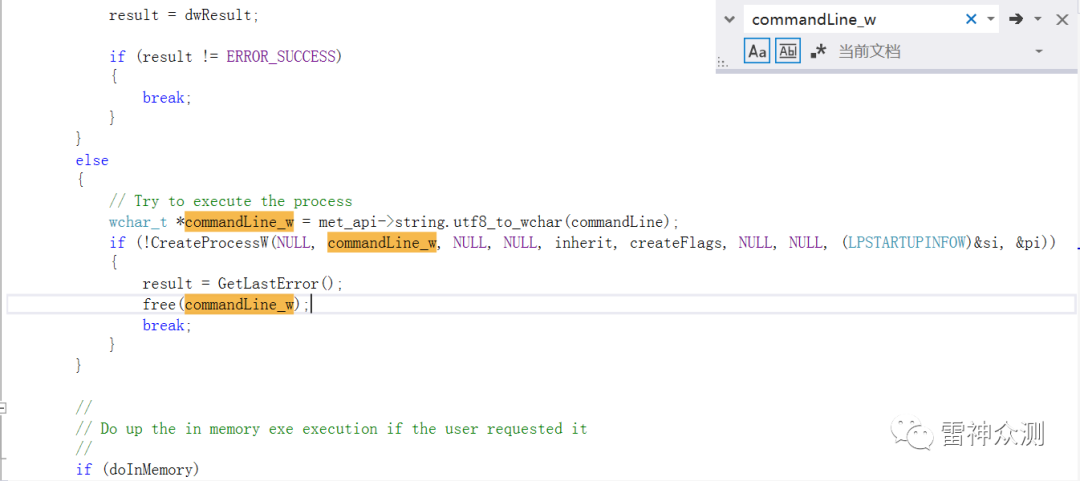 result = dwResult;
commandLine_w
if (result != ERROR_SUCCESS)
Aa Abl .* 当前文档
{
break;
}
}
else
{
// Try to execute the process
wchar_t *commandLine_w = met_api->string.utf8_to_wchar(commandLine);
if (!CreateProcessW(NULL, commandLine_w, NULL, NULL, inherit, createFlags, NULL, NULL, (LPSTARTUPINFOW)&si, &pi))
{
result = GetLastError();
free(commandLine_w);
break;
}
}
//
// Do up the in memory exe execution if the user requested it
//
if (doInMemory)
雷神众测